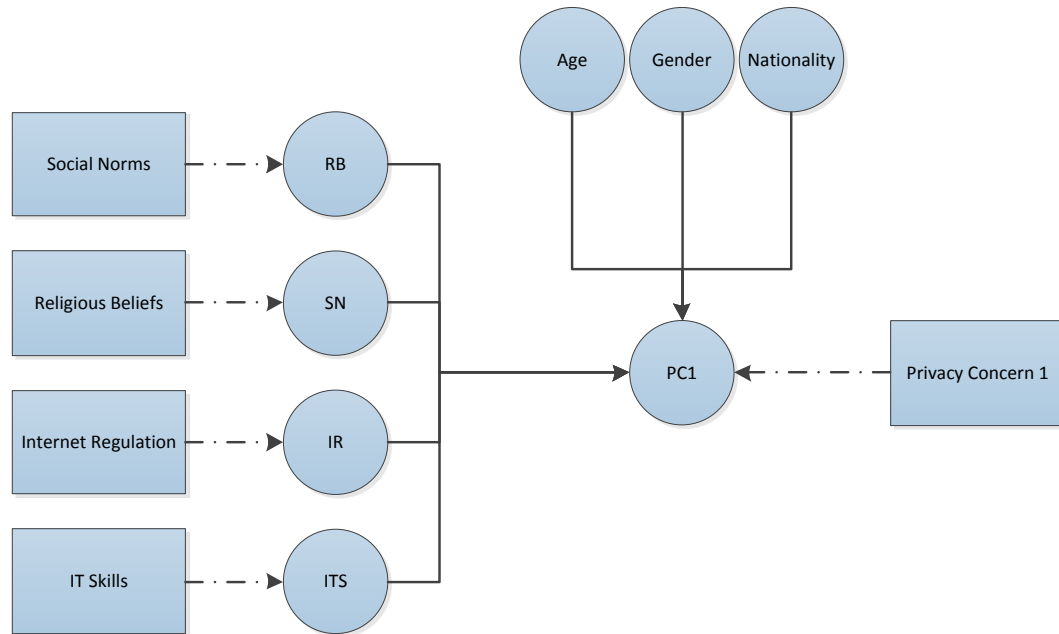 Age
Gender
Nationality
Social Norms
RB
Religious Beliefs
SN
PC1
Privacy Concern 1
Internet Regulation
IR
IT Skills
ITS